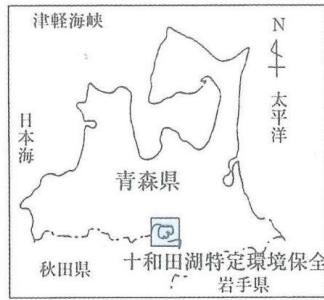 津軽海峡
N
日本海
太平洋
青森県
十和田湖特定環境保全
秋田県
岩手県